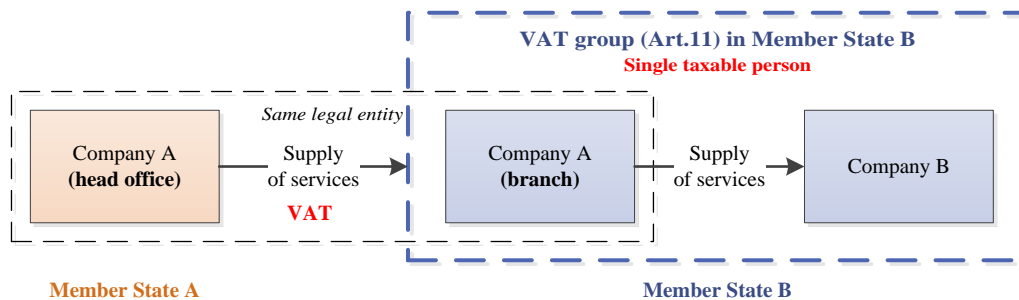 VAT group (Art.11) in Member State B
Single taxable person
Same legal entity
Company A
(head office)
Supply
of services
VAT
Company A
(branch)
Supply
of services
Company B
Member State A
Member State B